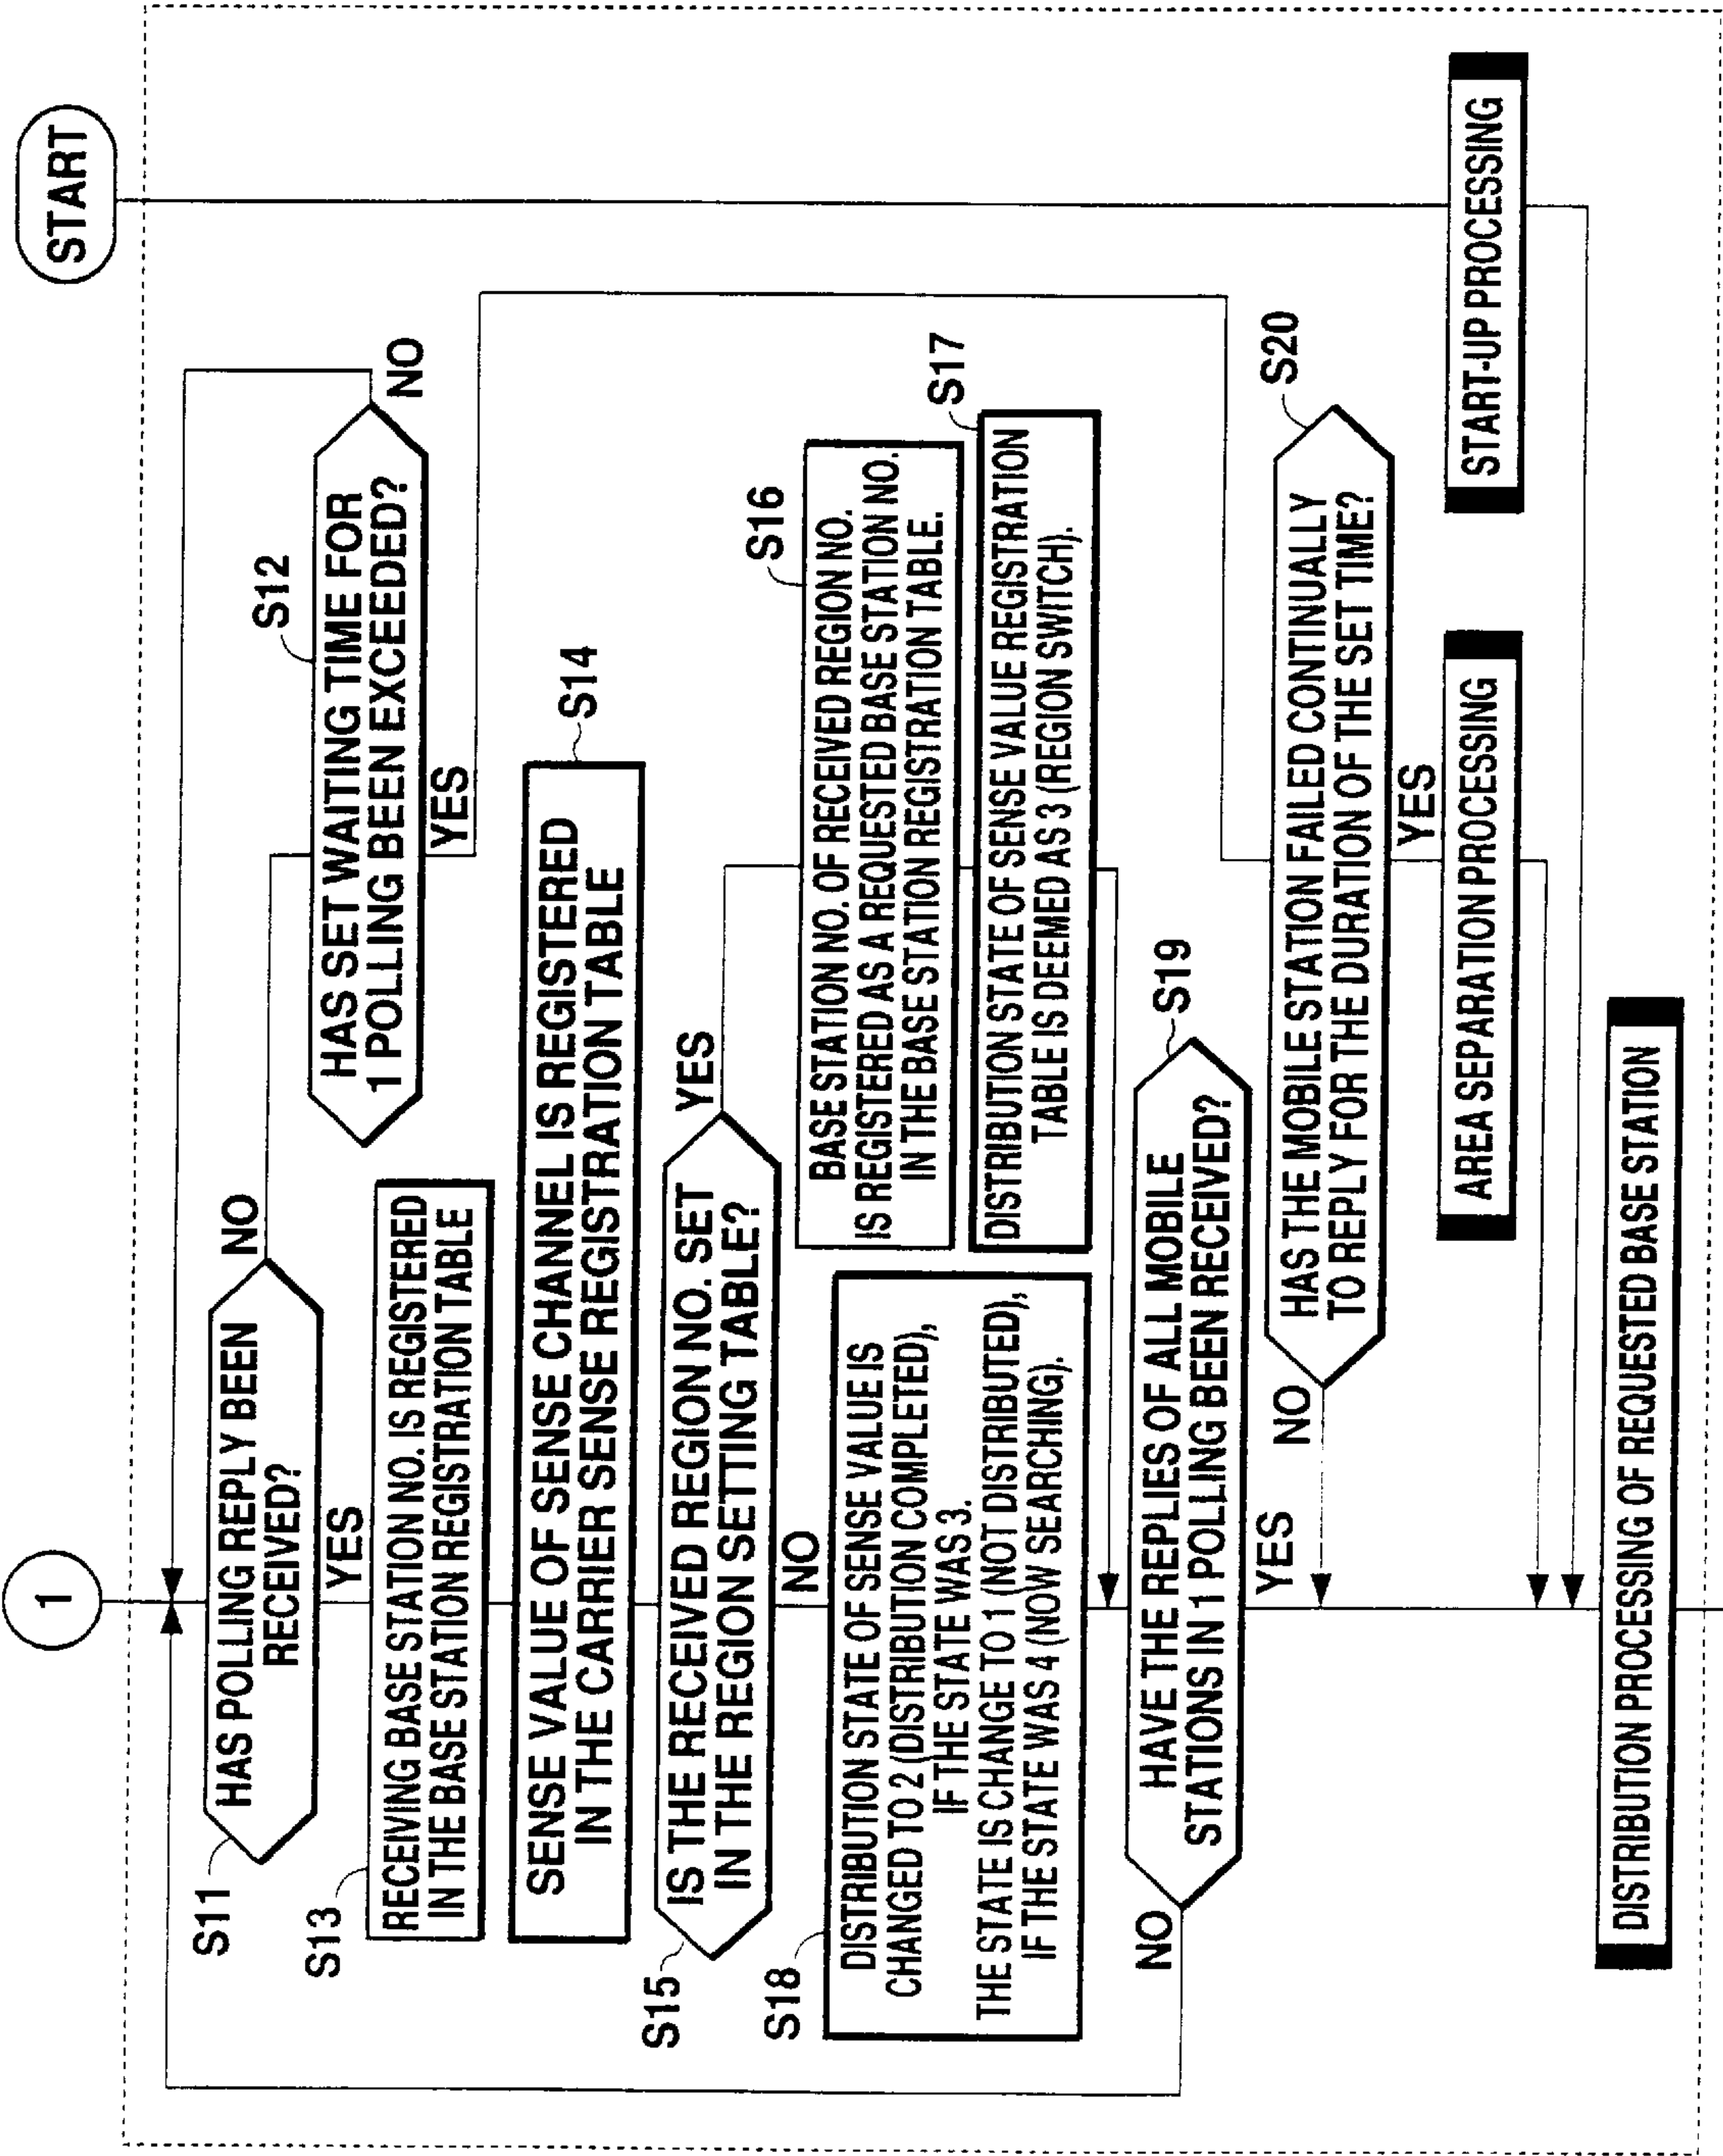 START
1
S11
HAS POLLING REPLY BEEN
RECEIVED?
NO
YES
S12
HAS SET WAITING TIME FOR
1 POLLING BEEN EXCEEDED?
NO
YES
S13
RECEIVING BASE STATION NO. IS REGISTERED
IN THE BASE STATION REGISTRATION TABLE
S14
SENSE VALUE OF SENSE CHANNEL IS REGISTERED
IN THE CARRIER SENSE REGISTRATION TABLE
S15
IS THE RECEIVED REGION NO. SET
IN THE REGION SETTING TABLE?
YES
NO
S16
BASE STATION NO. OF RECEIVED REGION NO.
IS REGISTERED AS A REQUESTED BASE STATION NO.
IN THE BASE STATION REGISTRATION TABLE.
S17
DISTRIBUTION STATE OF SENSE VALUE REGISTRATION
TABLE IS DEEMED AS 3 (REGION SWITCH).
S18
DISTRIBUTION STATE OF SENSE VALUE IS
CHANGED TO 2 (DISTRIBUTION COMPLETED),
IF THE STATE WAS 3.
THE STATE IS CHANGE TO 1 (NOT DISTRIBUTED),
IF THE STATE WAS 4 (NOW SEARCHING).
S19
HAVE THE REPLIES OF ALL MOBILE
STATIONS IN 1 POLLING BEEN RECEIVED?
NO
YES
S20
HAS THE MOBILE STATION FAILED CONTINUALLY
TO REPLY FOR THE DURATION OF THE SET TIME?
NO
YES
AREA SEPARATION PROCESSING
START-UP PROCESSING
DISTRIBUTION PROCESSING OF REQUESTED BASE STATION